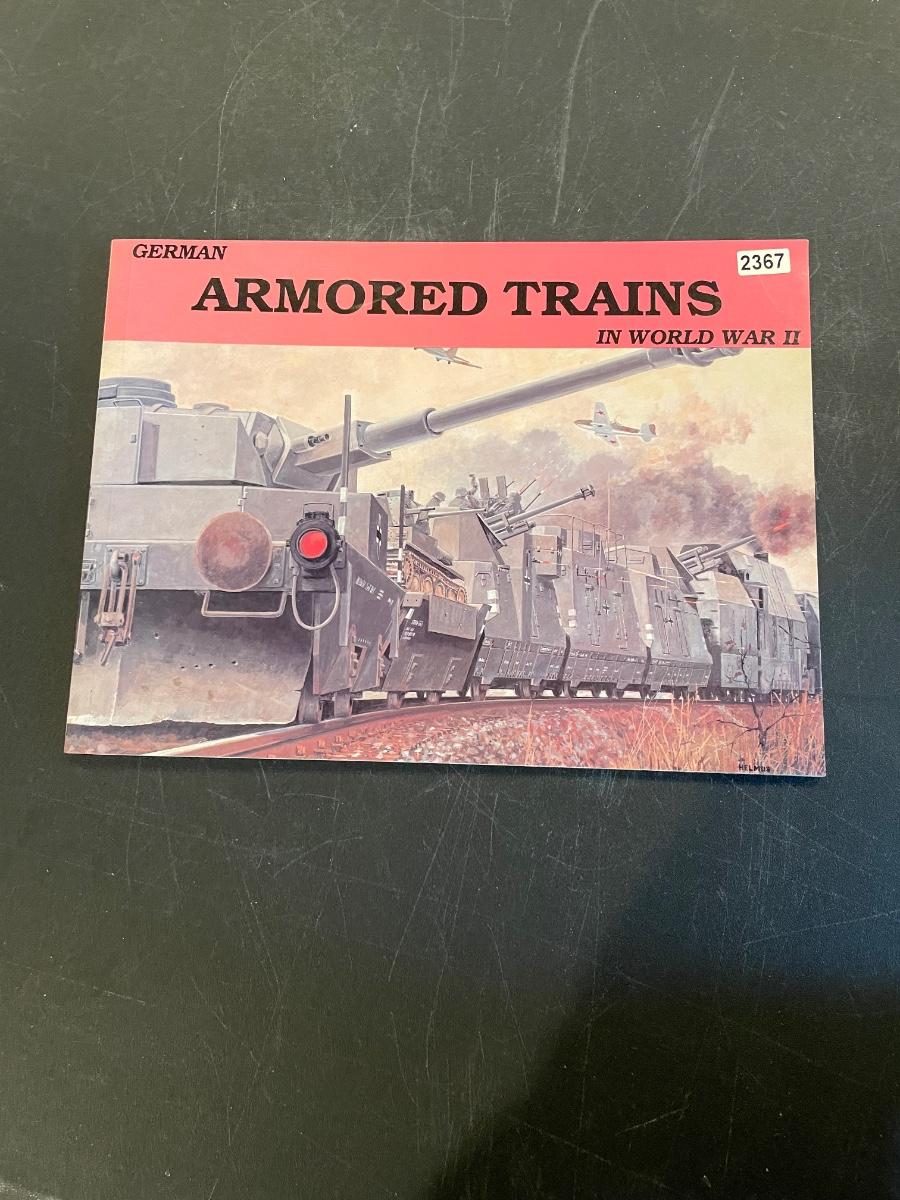 GERMAN
2367
ARMORED TRAINS
IN WORLD WAR II
HELMUS